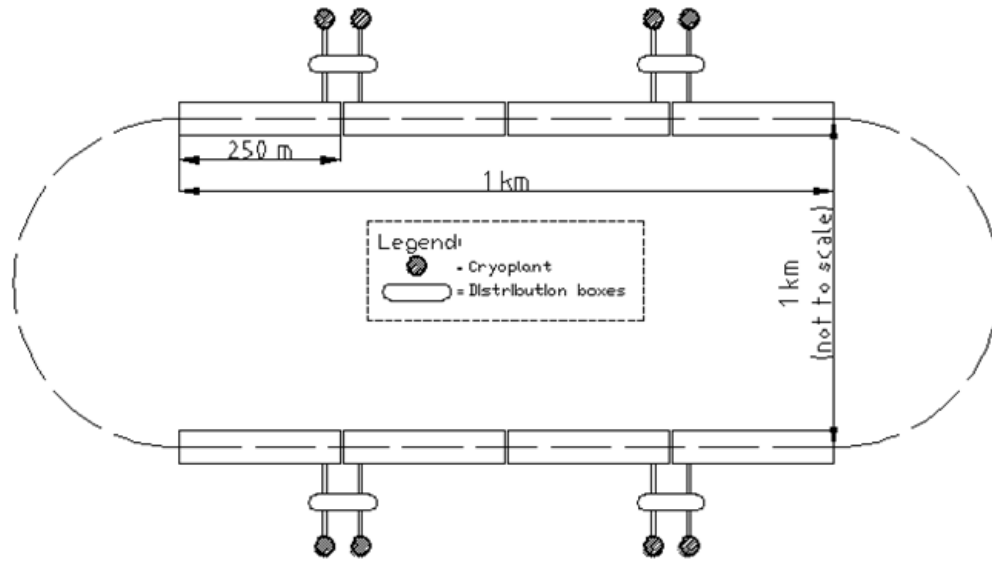 250 m
1 km
Legend:
- Cryoplant
= Distribution boxes
1 km
(not to scale)